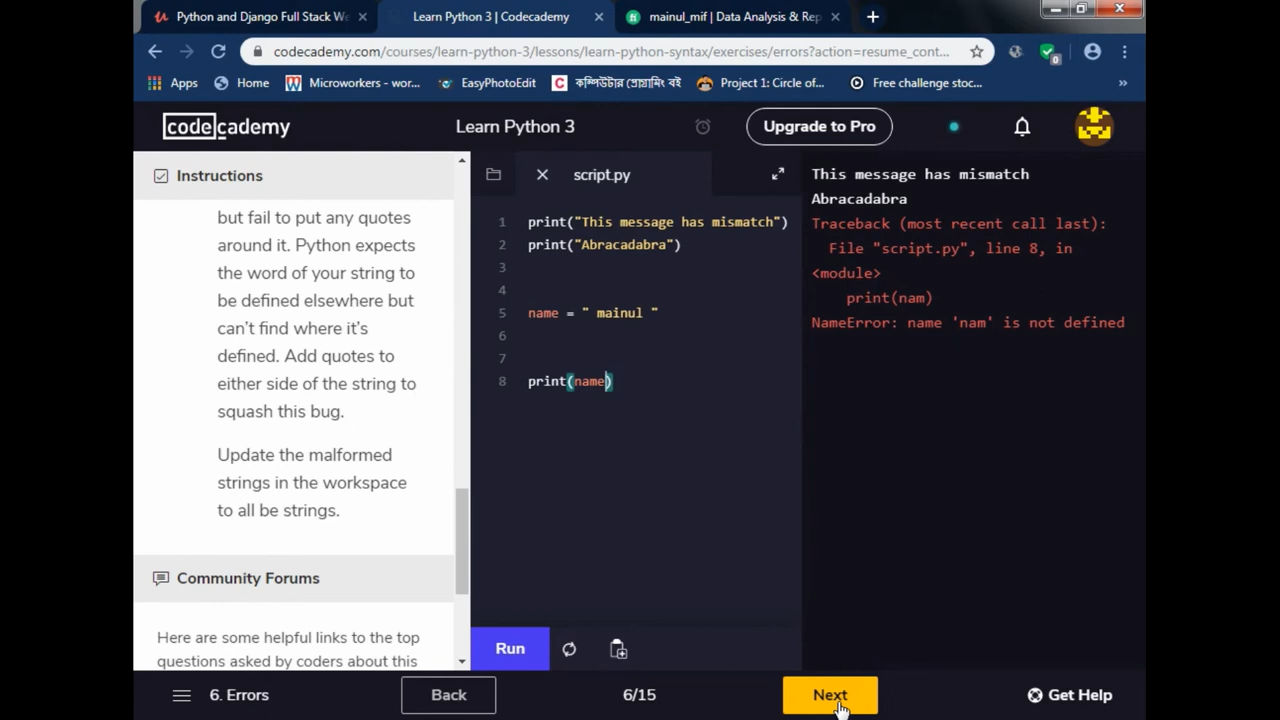 Python and Django Full Stack We
Learn Python 3 | Codecademy
mainul_mif | Data Analysis & Rep
codecademy.com/courses/learn-python-3/lessons/learn-python-syntax/exercises/errors?action=resume_cont...
Apps
Home
Microworkers - wor...
EasyPhotoEdit
কম্পিউটার প্রোগ্রামিং বই
Project 1: Circle of...
Free challenge stoc...
»
codecademy
Learn Python 3
Upgrade to Pro
Instructions
but fail to put any quotes
around it. Python expects
the word of your string to
be defined elsewhere but
can't find where it's
defined. Add quotes to
either side of the string to
squash this bug.
Update the malformed
strings in the workspace
to all be strings.
Community Forums
Here are some helpful links to the top
questions asked by coders about this
script.py
1 print("This message has mismatch")
2 print("Abracadabra")
3
4
5 name = " mainul "
6
7
8 print(name)
Run
This message has mismatch
Abracadabra
Traceback (most recent call last):
File "script.py", line 8, in
<module>
print(nam)
NameError: name 'nam' is not defined
6. Errors
Back
6/15
Next
Get Help